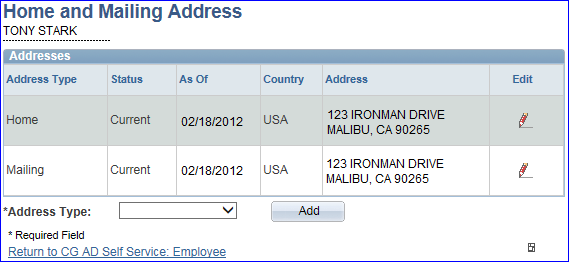 Home and Mailing Address
TONY STARK
Addresses
Address Type Status As Of Country Address Edit
Home Current 02/18/2012 USA 123 IRONMAN DRIVE
MALIBU, CA 90265
Mailing Current 02/18/2012 USA 123 IRONMAN DRIVE
MALIBU, CA 90265
*Address Type: Add
* Required Field
Return to CG AD Self Service: Employee